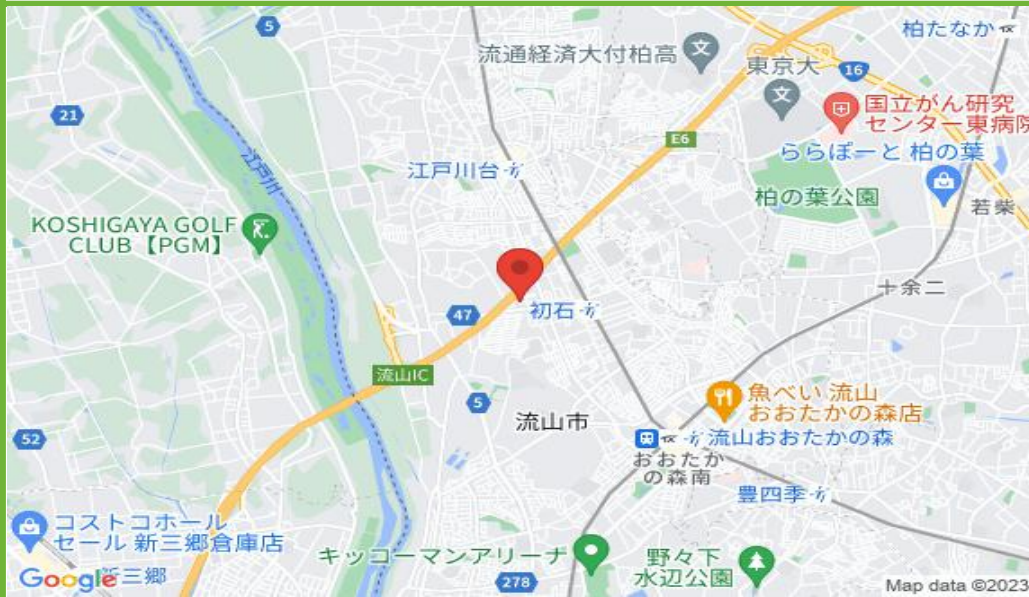 5
柏たなか
流通経済大付柏高
東京大
16
21
国立がん研究
センター東病院
E6
ららぽーと 柏の葉
江戸川
江戸川台
柏の葉公園
若柴
KOSHIGAYA GOLF
CLUB【PGM】
十余二
47
初石
流山IC
魚べい 流山
おおたかの森店
5
流山市
52
流山おおたかの森
おおたか
の森南
豊四季
コストコホール
セール 新三郷倉庫店
キッコーマンアリーナ
野々下
水辺公園
Google
新三郷
278
Map data ©2023